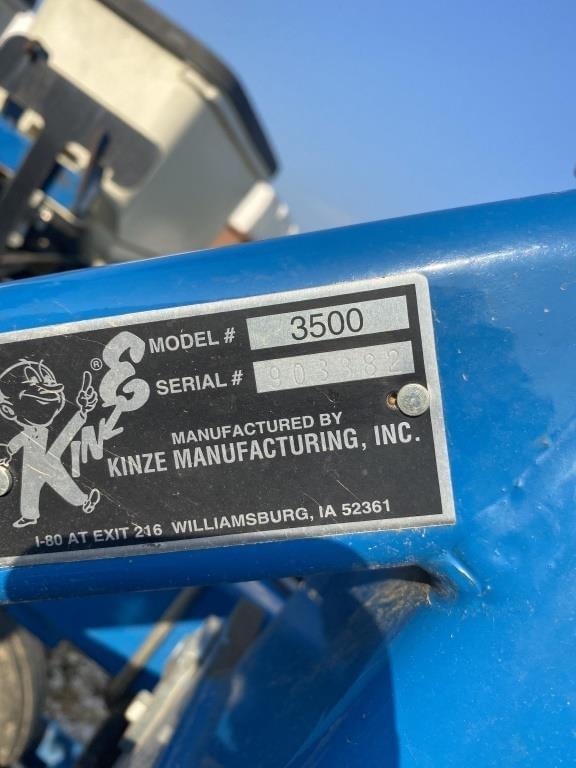 MODEL # 3500
SERIAL # 903382
KINZE ®
MANUFACTURED BY
KINZE MANUFACTURING, INC.
I-80 AT EXIT 216 WILLIAMSBURG, IA 52361